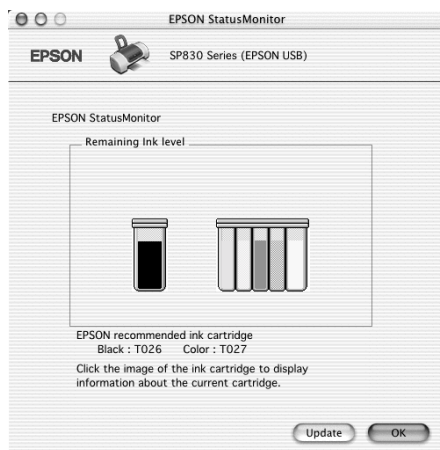 EPSON StatusMonitor
EPSON
SP830 Series (EPSON USB)
EPSON StatusMonitor
Remaining Ink level
EPSON recommended ink cartridge
Black : T026 Color : T027
Click the image of the ink cartridge to display
information about the current cartridge.
Update OK